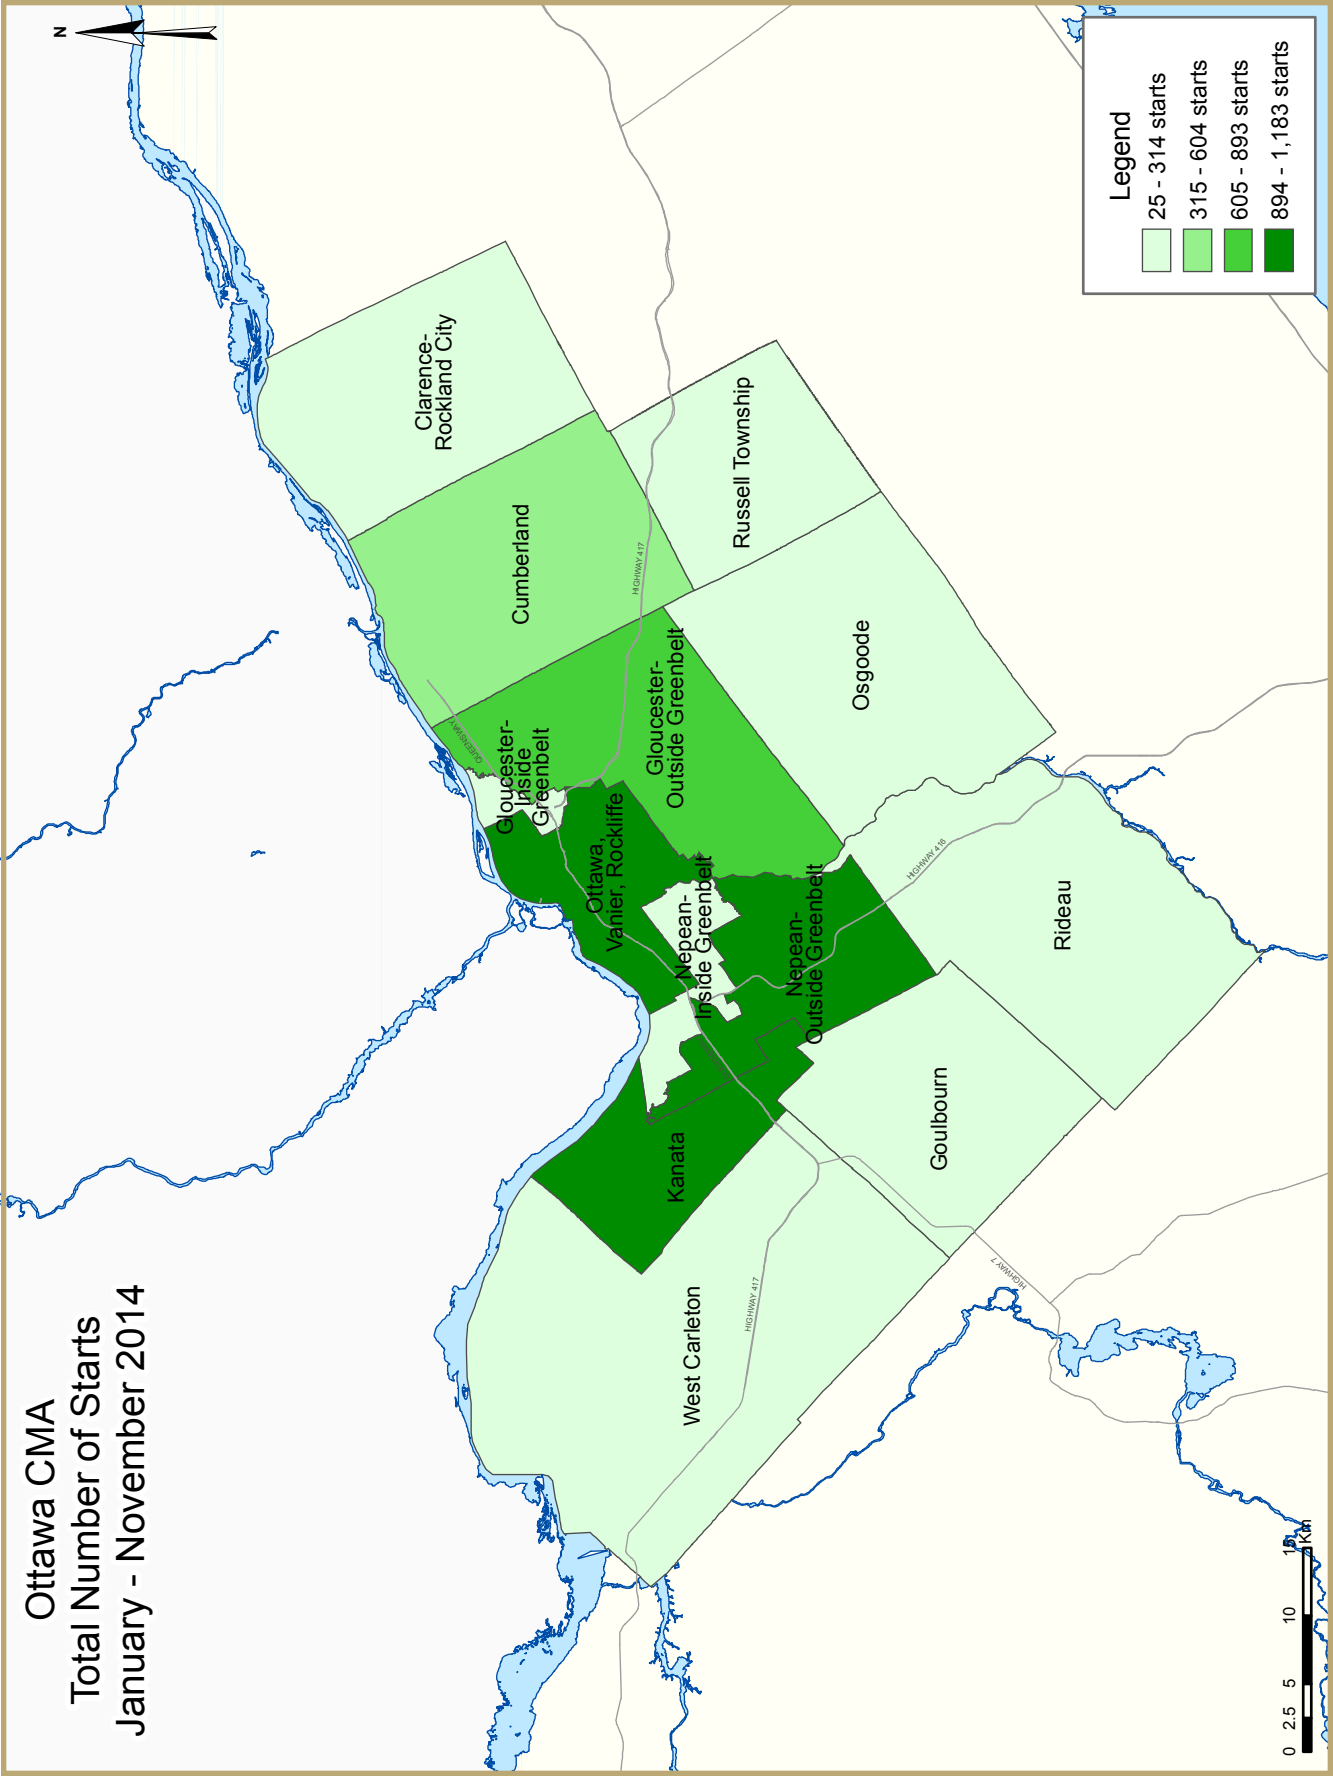 Ottawa CMA
Total Number of Starts
January - November 2014
N
Clarence-
Rockland City
Cumberland
Russell Township
HIGHWAY 417
QUEENSWAY
Gloucester-
Inside
Greenbelt
Gloucester-
Outside Greenbelt
Osgoode
Ottawa,
Vanier, Rockliffe
Nepean-
Inside Greenbelt
Nepean-
Outside Greenbelt
HIGHWAY 416
Rideau
Kanata
Goulbourn
West Carleton
HIGHWAY 417
HIGHWAY 7
Legend
25 - 314 starts
315 - 604 starts
605 - 893 starts
894 - 1,183 starts
0 2.5 5 10 15
Km